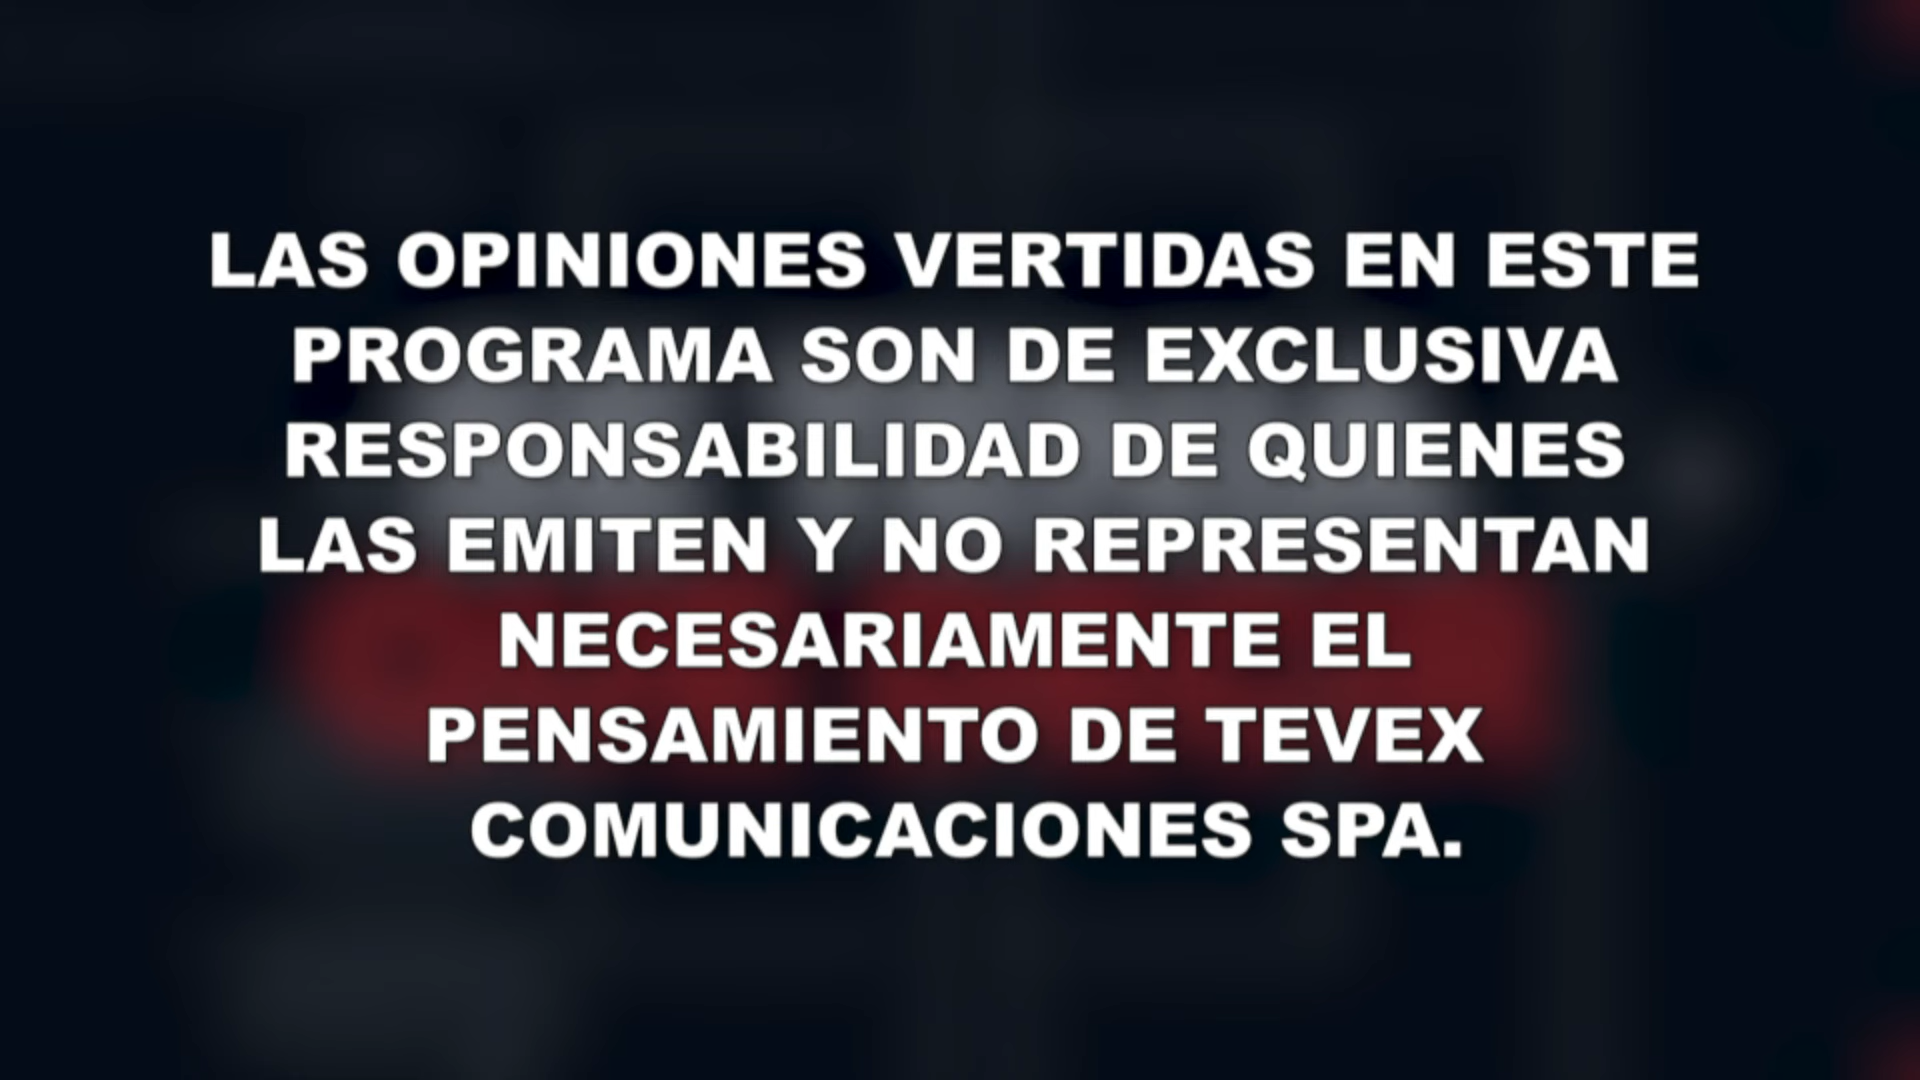 LAS OPINIONES VERTIDAS EN ESTE
PROGRAMA SON DE EXCLUSIVA
RESPONSABILIDAD DE QUIENES
LAS EMITEN Y NO REPRESENTAN
NECESARIAMENTE EL
PENSAMIENTO DE TEVEX
COMUNICACIONES SPA.